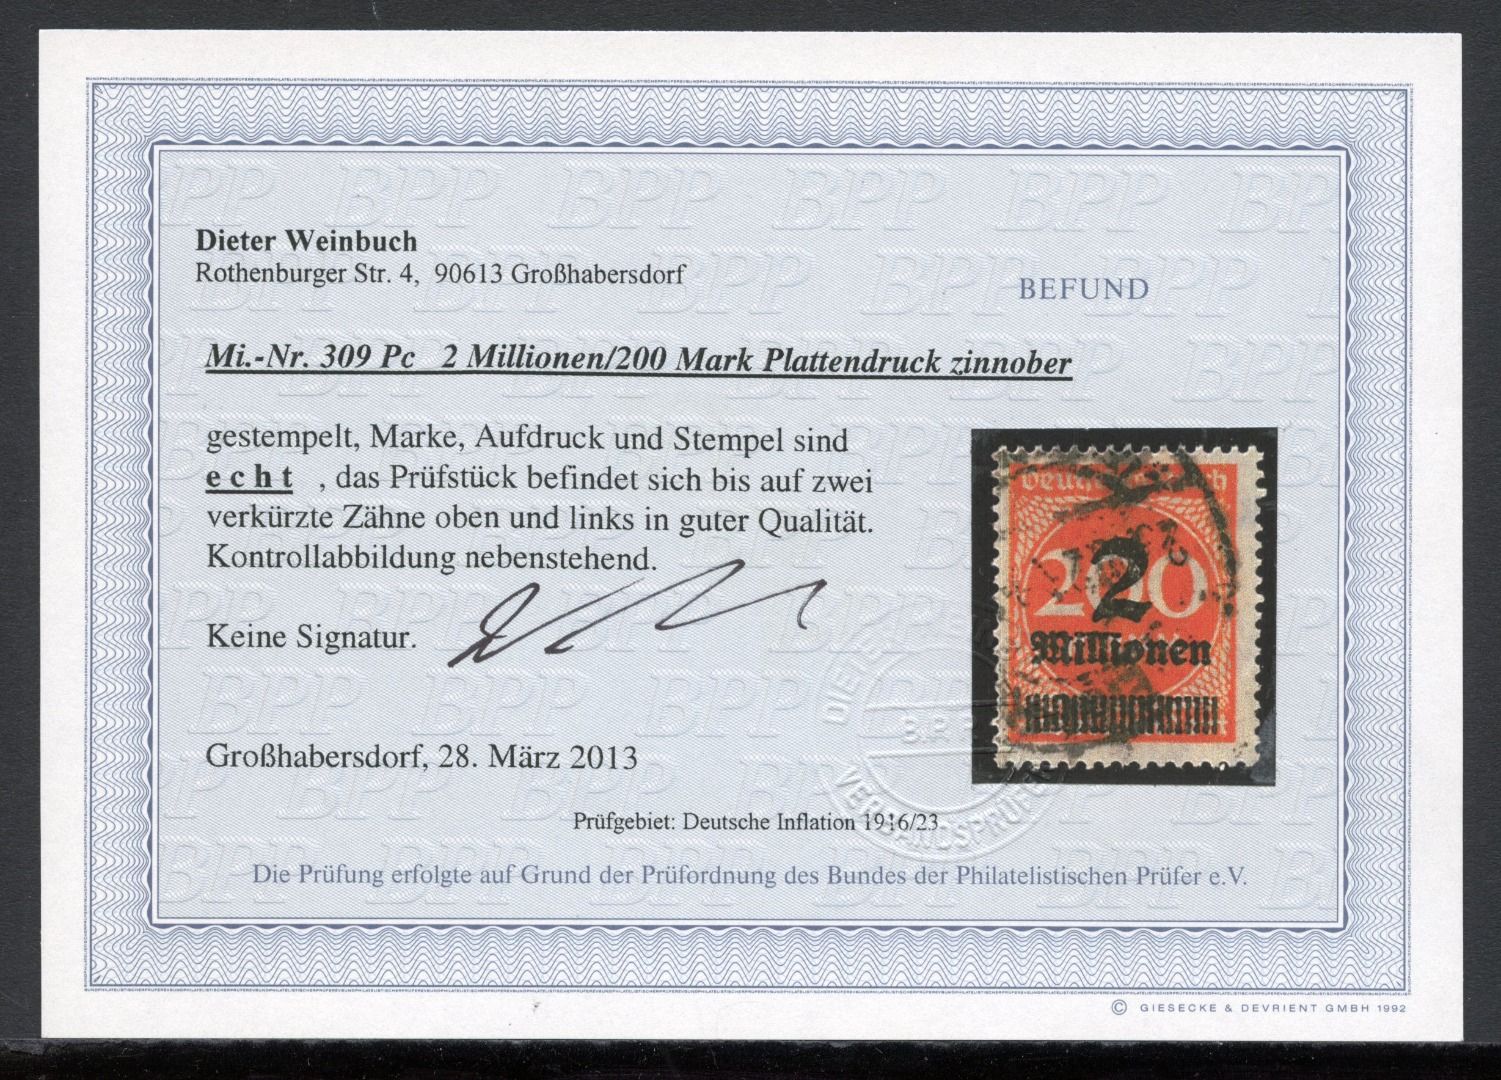 Dieter Weinbuch
Rothenburger Str. 4, 90613 Großhabersdorf
BEFUND
Mi.-Nr. 309 Pc 2 Millionen/200 Mark Plattendruck zinnober
gestempelt, Marke, Aufdruck und Stempel sind
echt , das Prüfstück befindet sich bis auf zwei
verkürzte Zähne oben und links in guter Qualität.
Kontrollabbildung nebenstehend.
Keine Signatur.
200
2
Millionen
Großhabersdorf, 28. März 2013
DIETER
B.P.P.
VERBANDSPRÜFER
Prüfgebiet: Deutsche Inflation 1916/23
Die Prüfung erfolgte auf Grund der Prüfordnung des Bundes der Philatelistischen Prüfer e.V.
© GIESECKE & DEVRIENT GMBH 1992